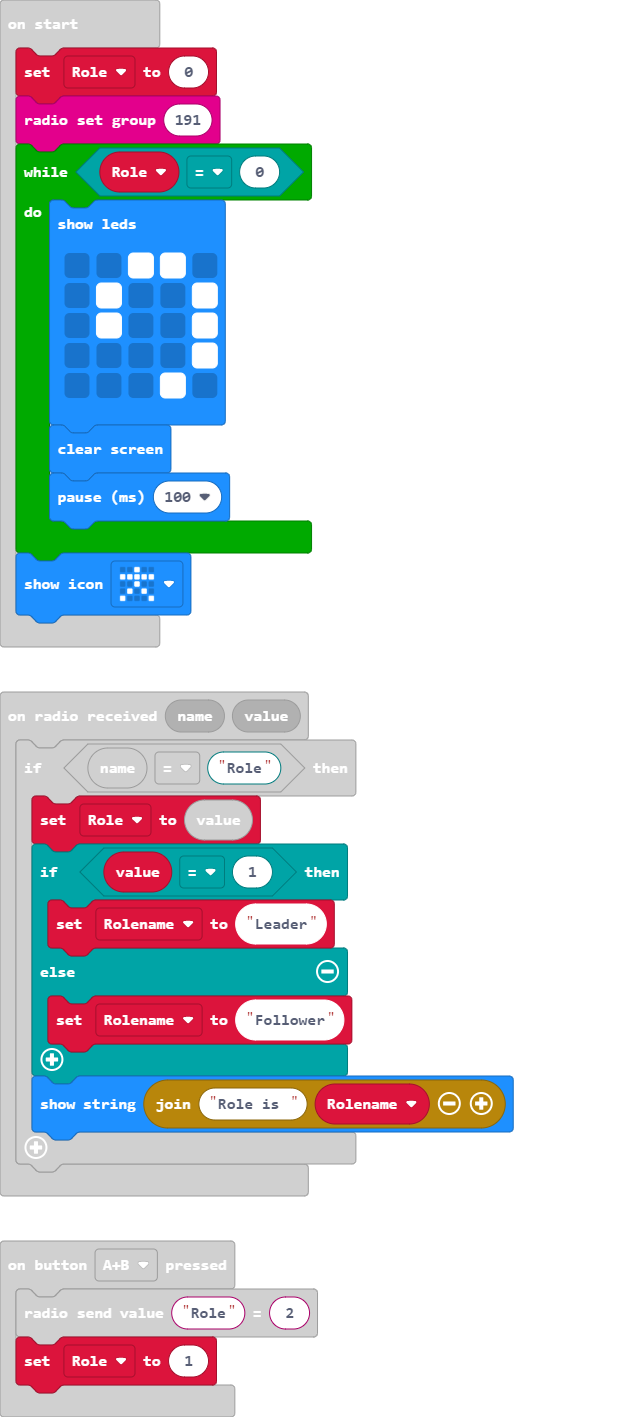 on start
set Role to 0
radio set group 191
while Role = 0
do
show leds
clear screen
pause (ms) 100
show icon
on radio received name value
if name = "Role" then
set Role to value
if value = 1 then
set Rolename to "Leader"
else
set Rolename to "Follower"
show string join "Role is " Rolename
on button A+B pressed
radio send value "Role" = 2
set Role to 1